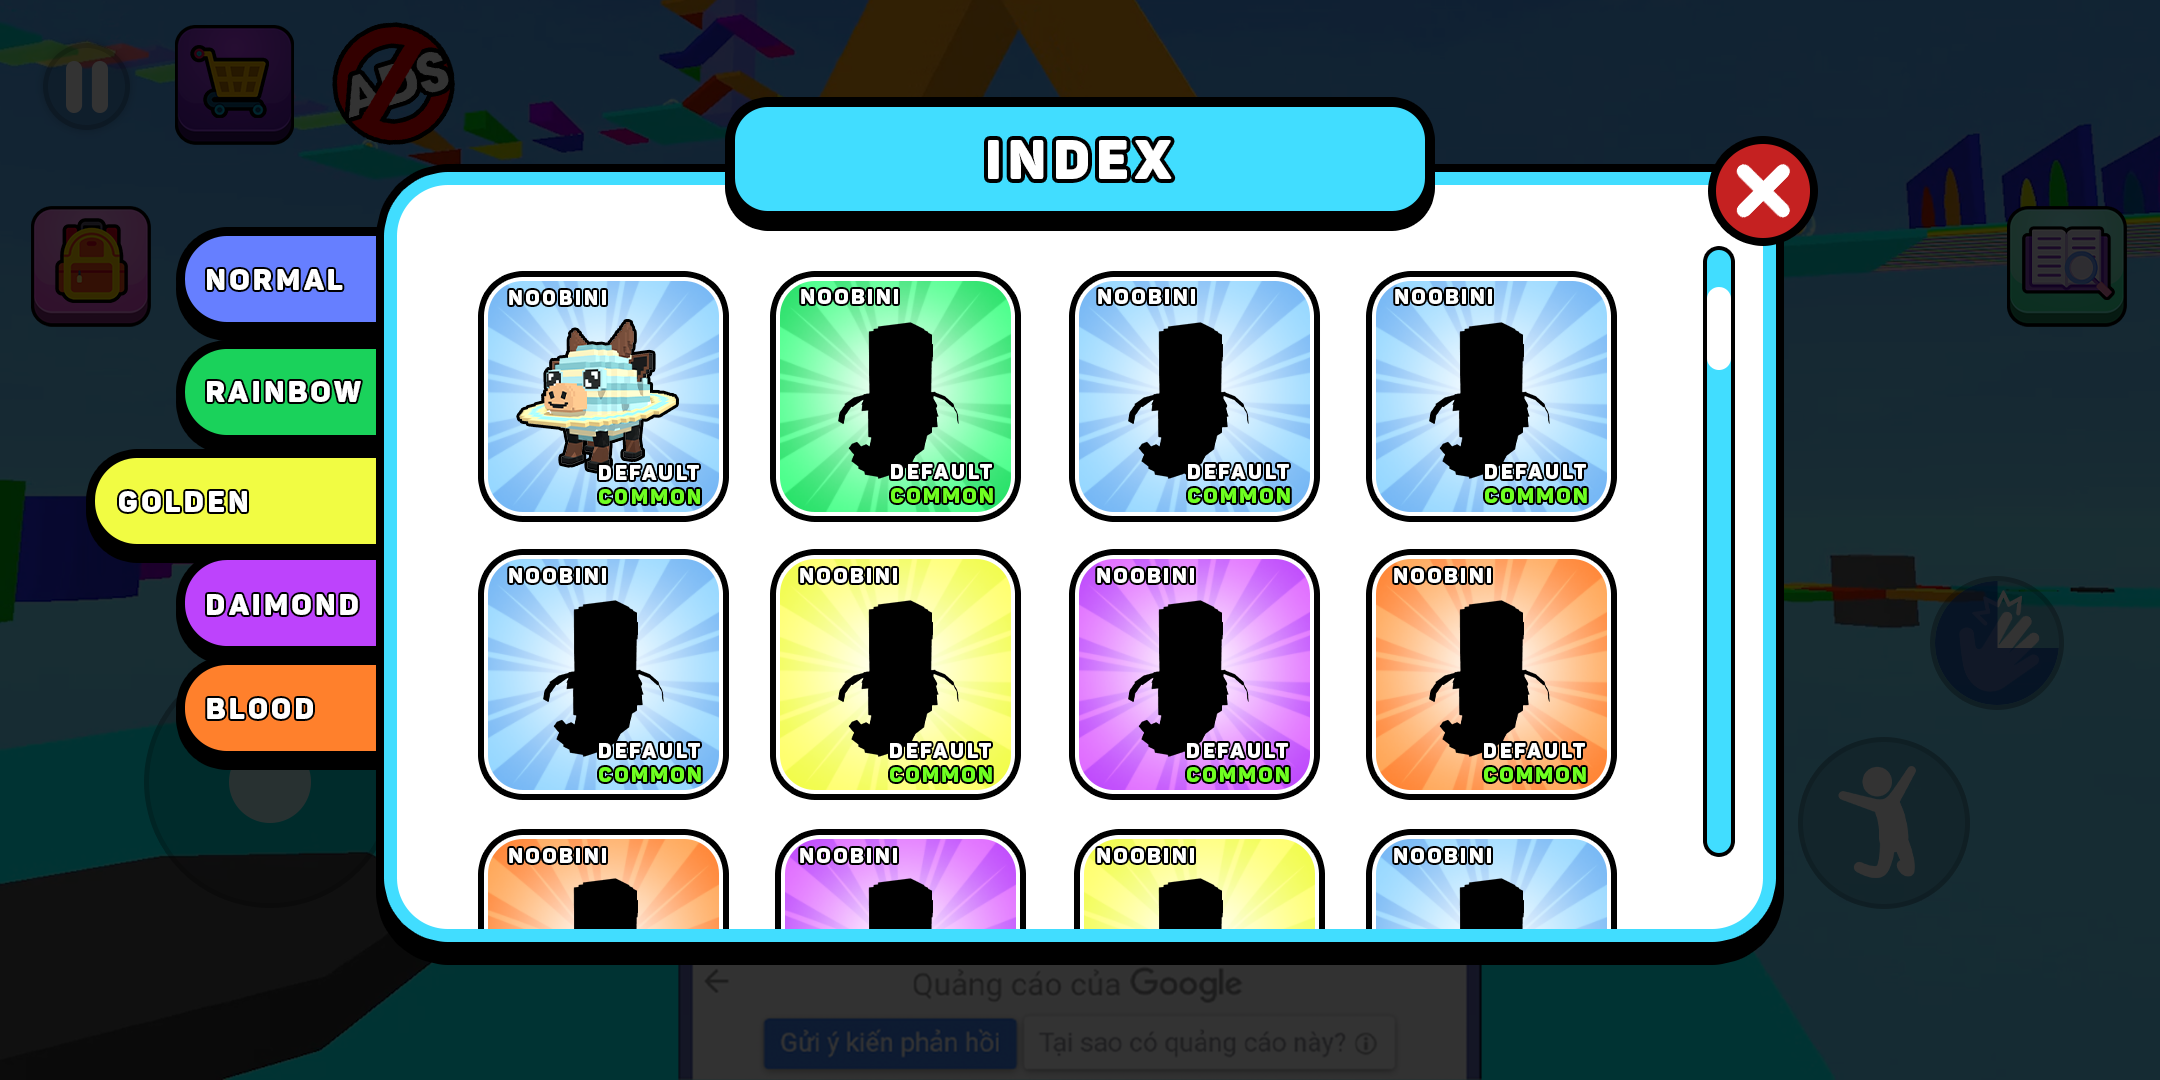 ADS
INDEX
NORMAL
RAINBOW
GOLDEN
DAIMOND
BLOOD
NOOBINI
DEFAULT
COMMON
NOOBINI
DEFAULT
COMMON
NOOBINI
DEFAULT
COMMON
NOOBINI
DEFAULT
COMMON
NOOBINI
DEFAULT
COMMON
NOOBINI
DEFAULT
COMMON
NOOBINI
DEFAULT
COMMON
NOOBINI
DEFAULT
COMMON
NOOBINI
NOOBINI
NOOBINI
NOOBINI
Quảng cáo của Google
Gửi ý kiến phản hồi
Tại sao có quảng cáo này?